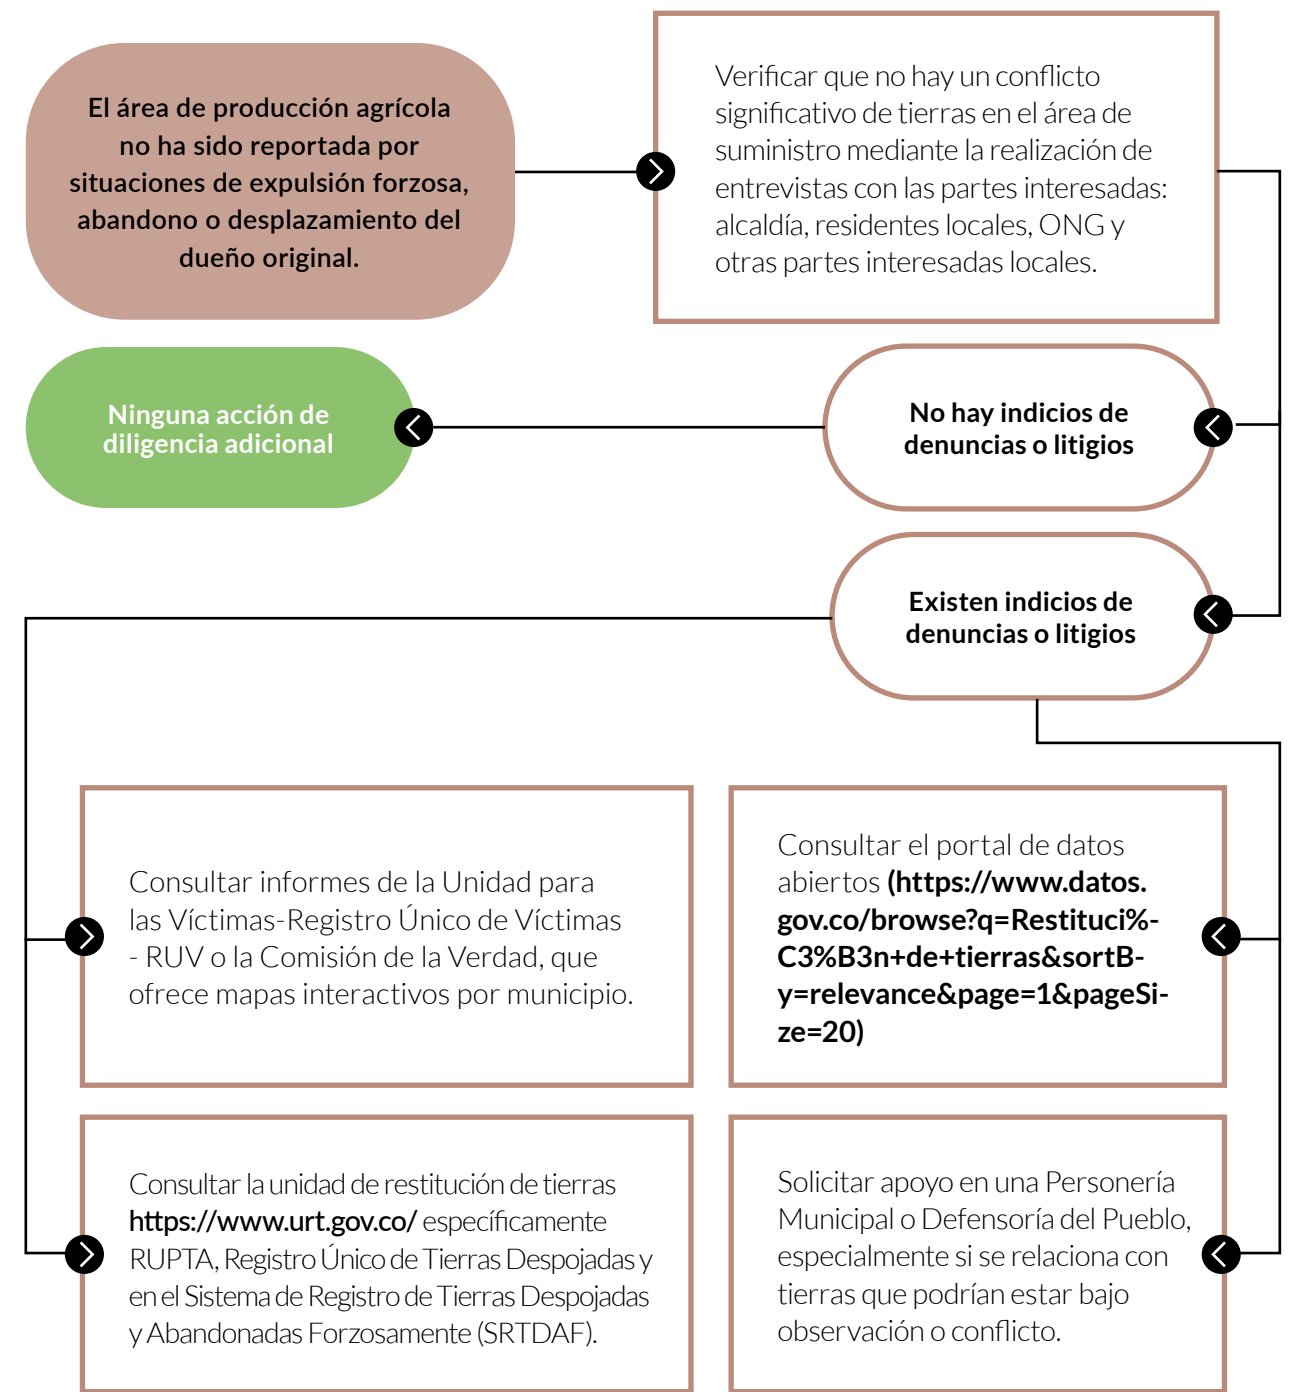 El área de producción agrícola
no ha sido reportada por
situaciones de expulsión forzosa,
abandono o desplazamiento del
dueño original.
Verificar que no hay un conflicto
significativo de tierras en el área de
suministro mediante la realización de
entrevistas con las partes interesadas:
alcaldía, residentes locales, ONG y
otras partes interesadas locales.
Ninguna acción de
diligencia adicional
No hay indicios de
denuncias o litigios
Existen indicios de
denuncias o litigios
Consultar informes de la Unidad para
las Víctimas-Registro Único de Víctimas
- RUV o la Comisión de la Verdad, que
ofrece mapas interactivos por municipio.
Consultar el portal de datos
abiertos (https://www.datos.
gov.co/browse?q=Restituci%-
C3%B3n+de+tierras&sortB-
y=relevance&page=1&pageSi-
ze=20)
Consultar la unidad de restitución de tierras
https://www.urt.gov.co/ específicamente
RUPTA, Registro Único de Tierras Despojadas y
en el Sistema de Registro de Tierras Despojadas
y Abandonadas Forzosamente (SRTDAF).
Solicitar apoyo en una Personería
Municipal o Defensoría del Pueblo,
especialmente si se relaciona con
tierras que podrían estar bajo
observación o conflicto.